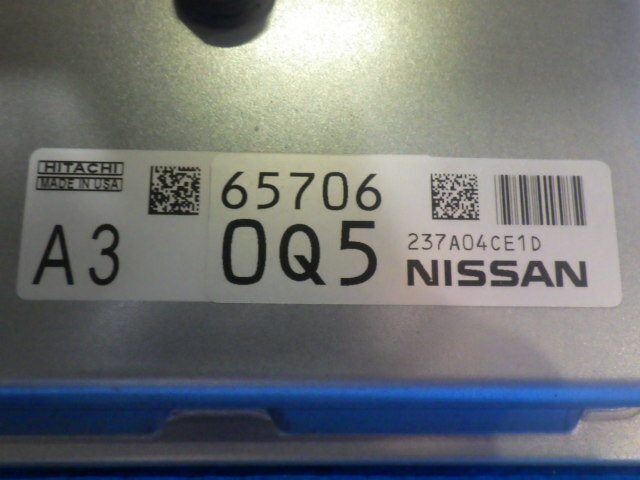 HITACHI
MADE IN USA
A3
65706
0Q5
237A04CE1D
NISSAN